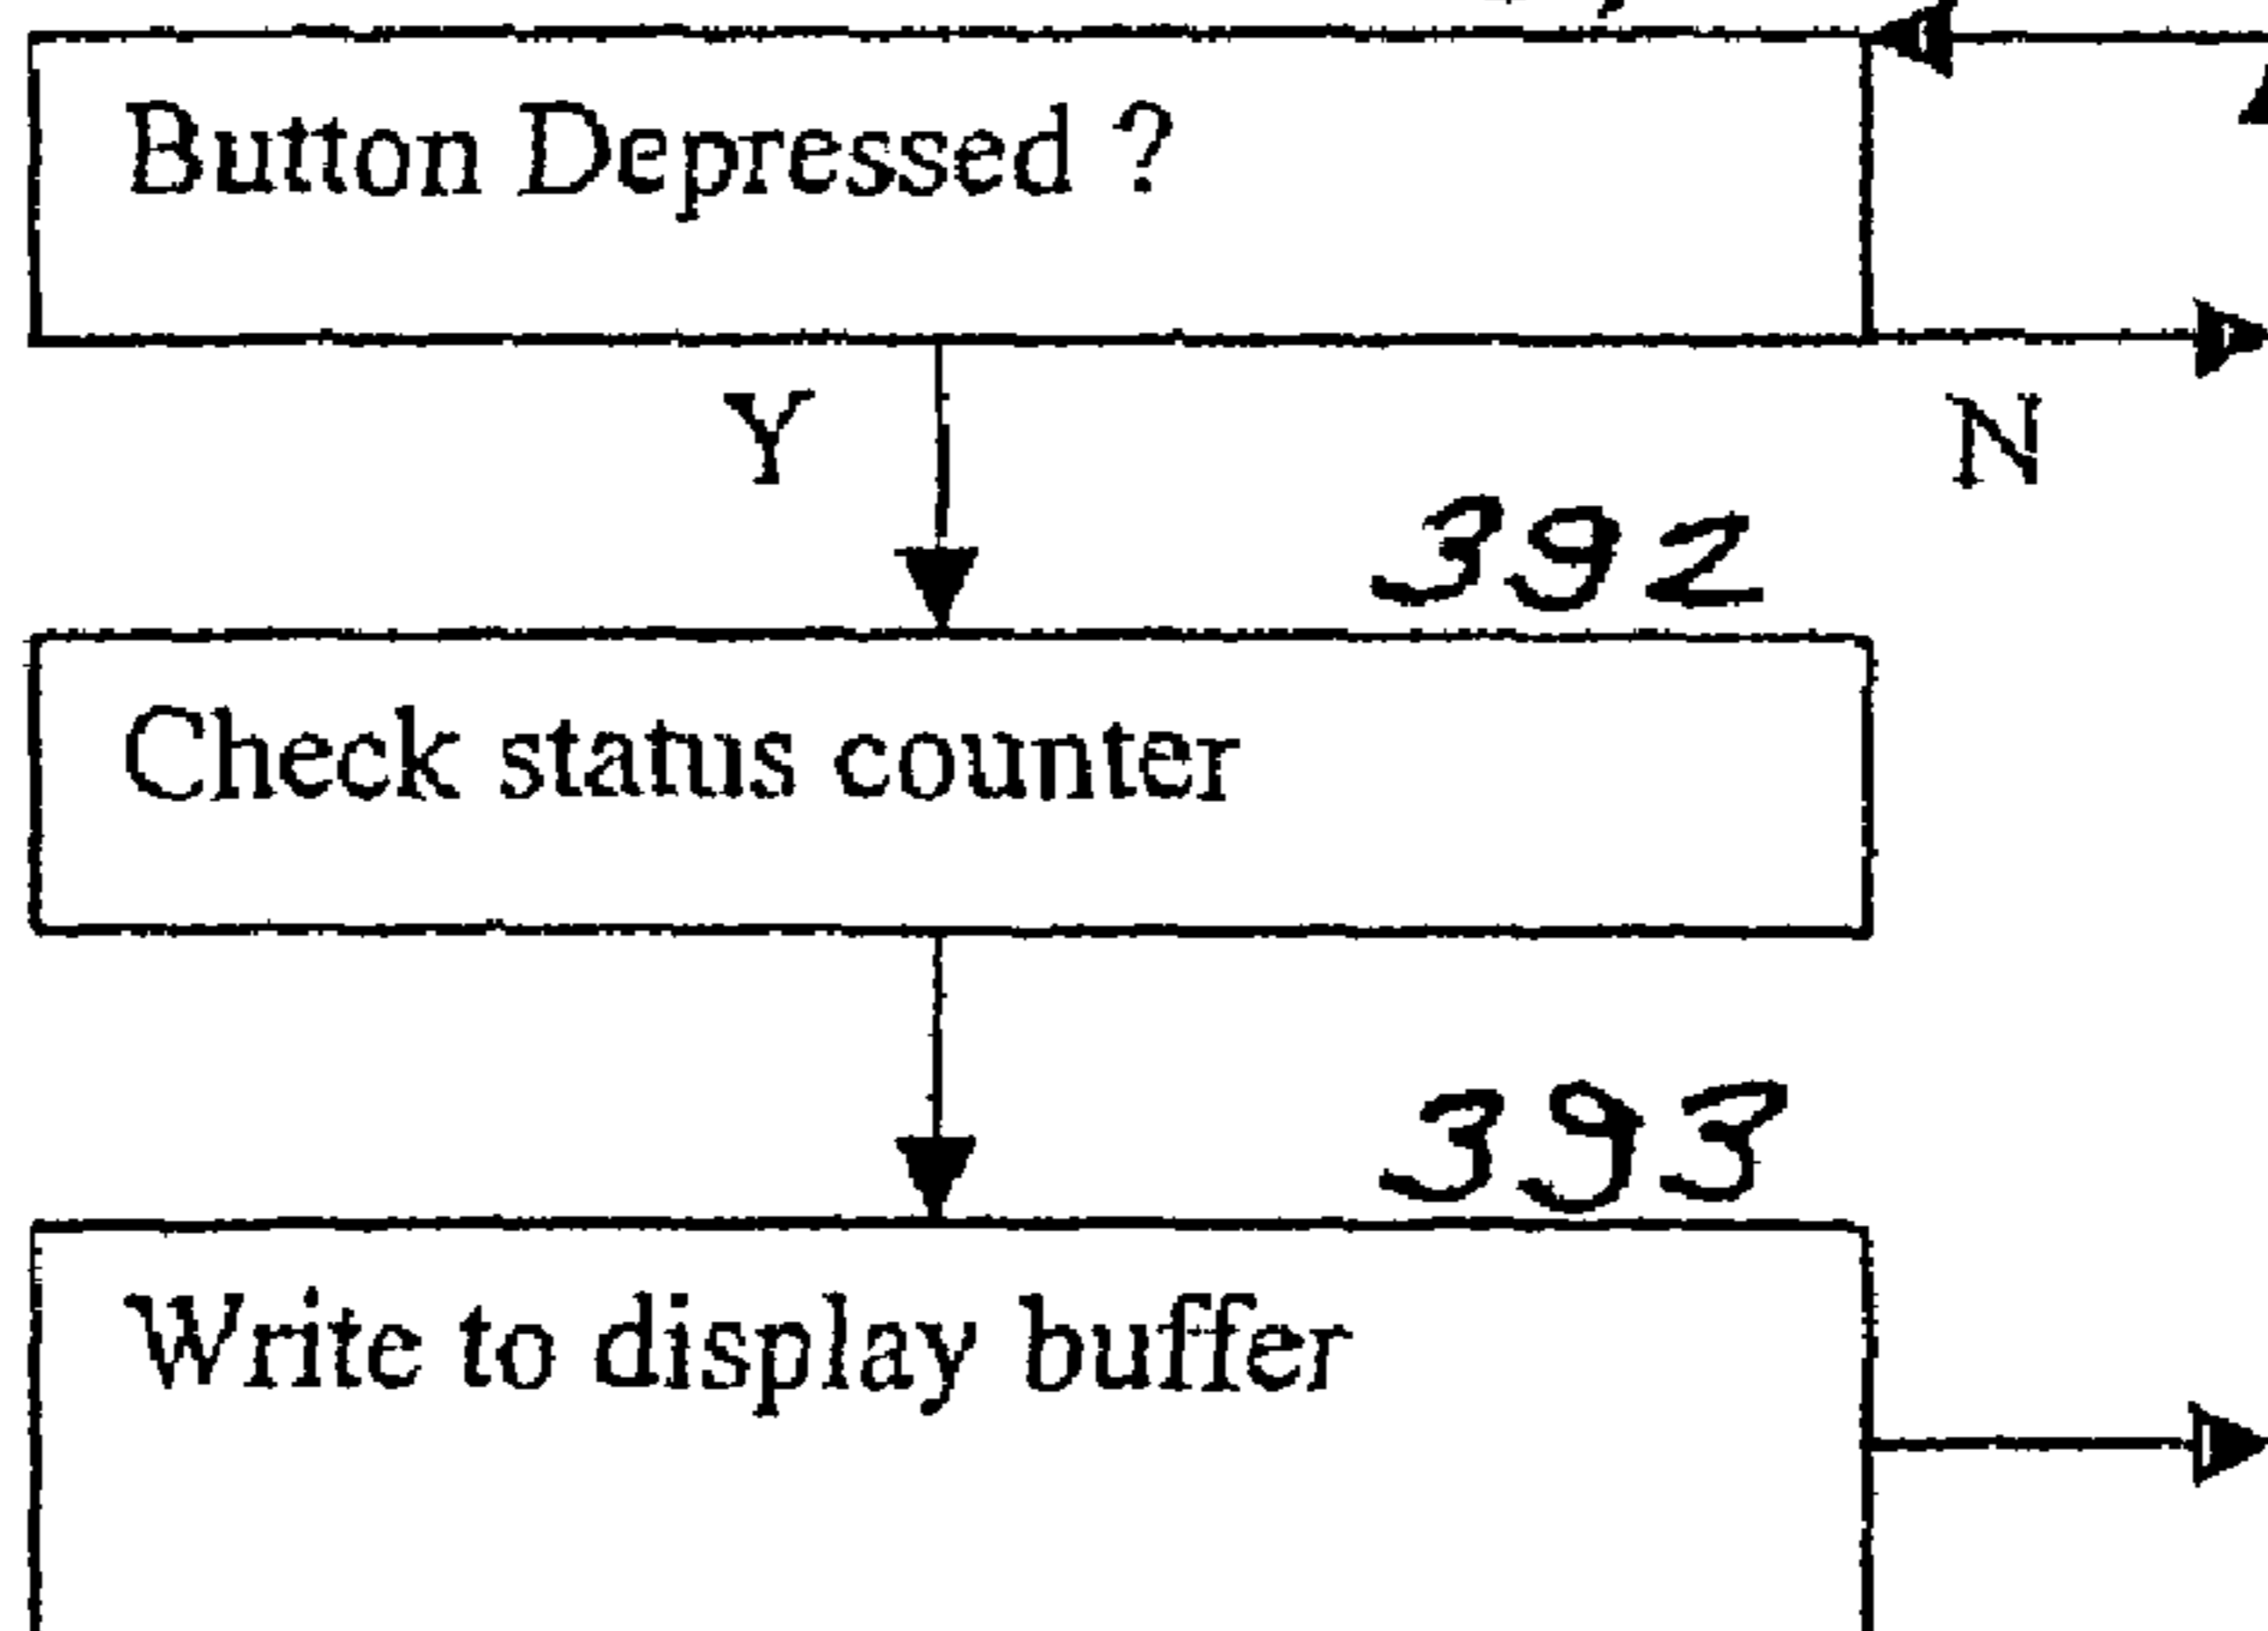 Button Depressed ?
Y
N
392
Check status counter
393
Write to display buffer